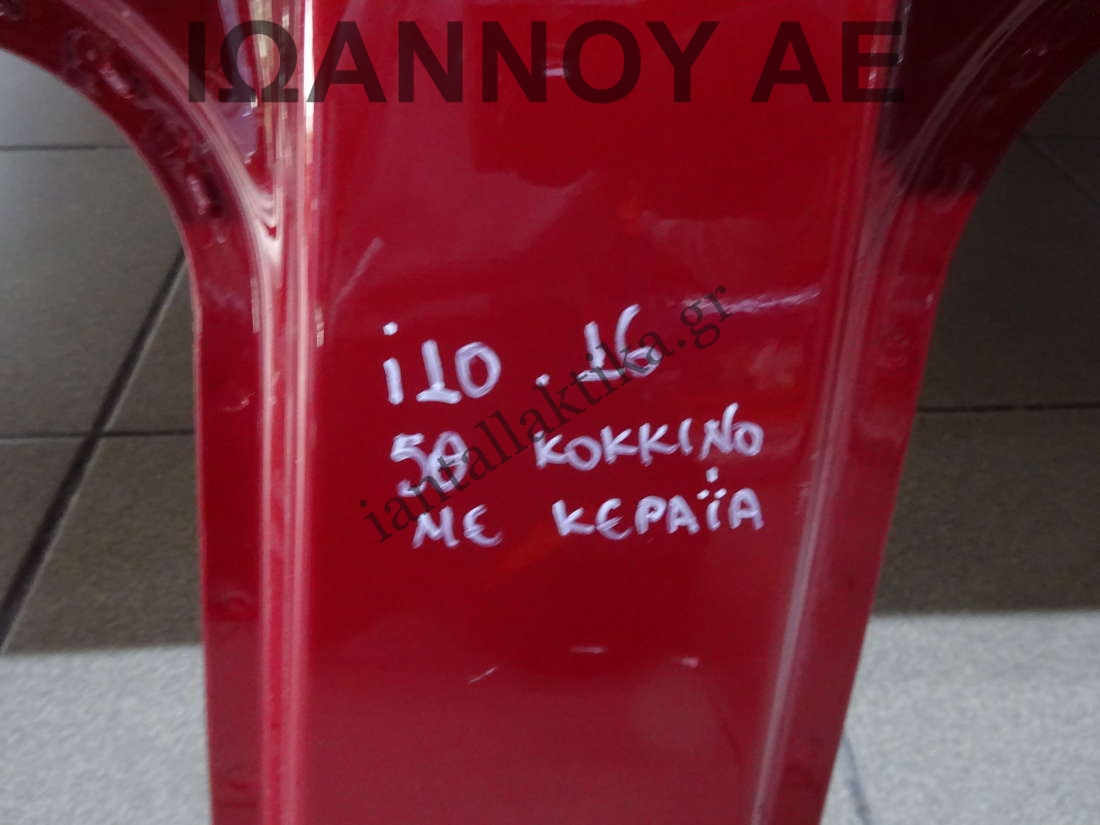 ΙΩΑΝΝΟΥ ΑΕ
i10 .16
5θ ΚΟΚΚΙΝΟ
ΜΕ ΚΕΡΑΪΑ
iantallaktika.gr